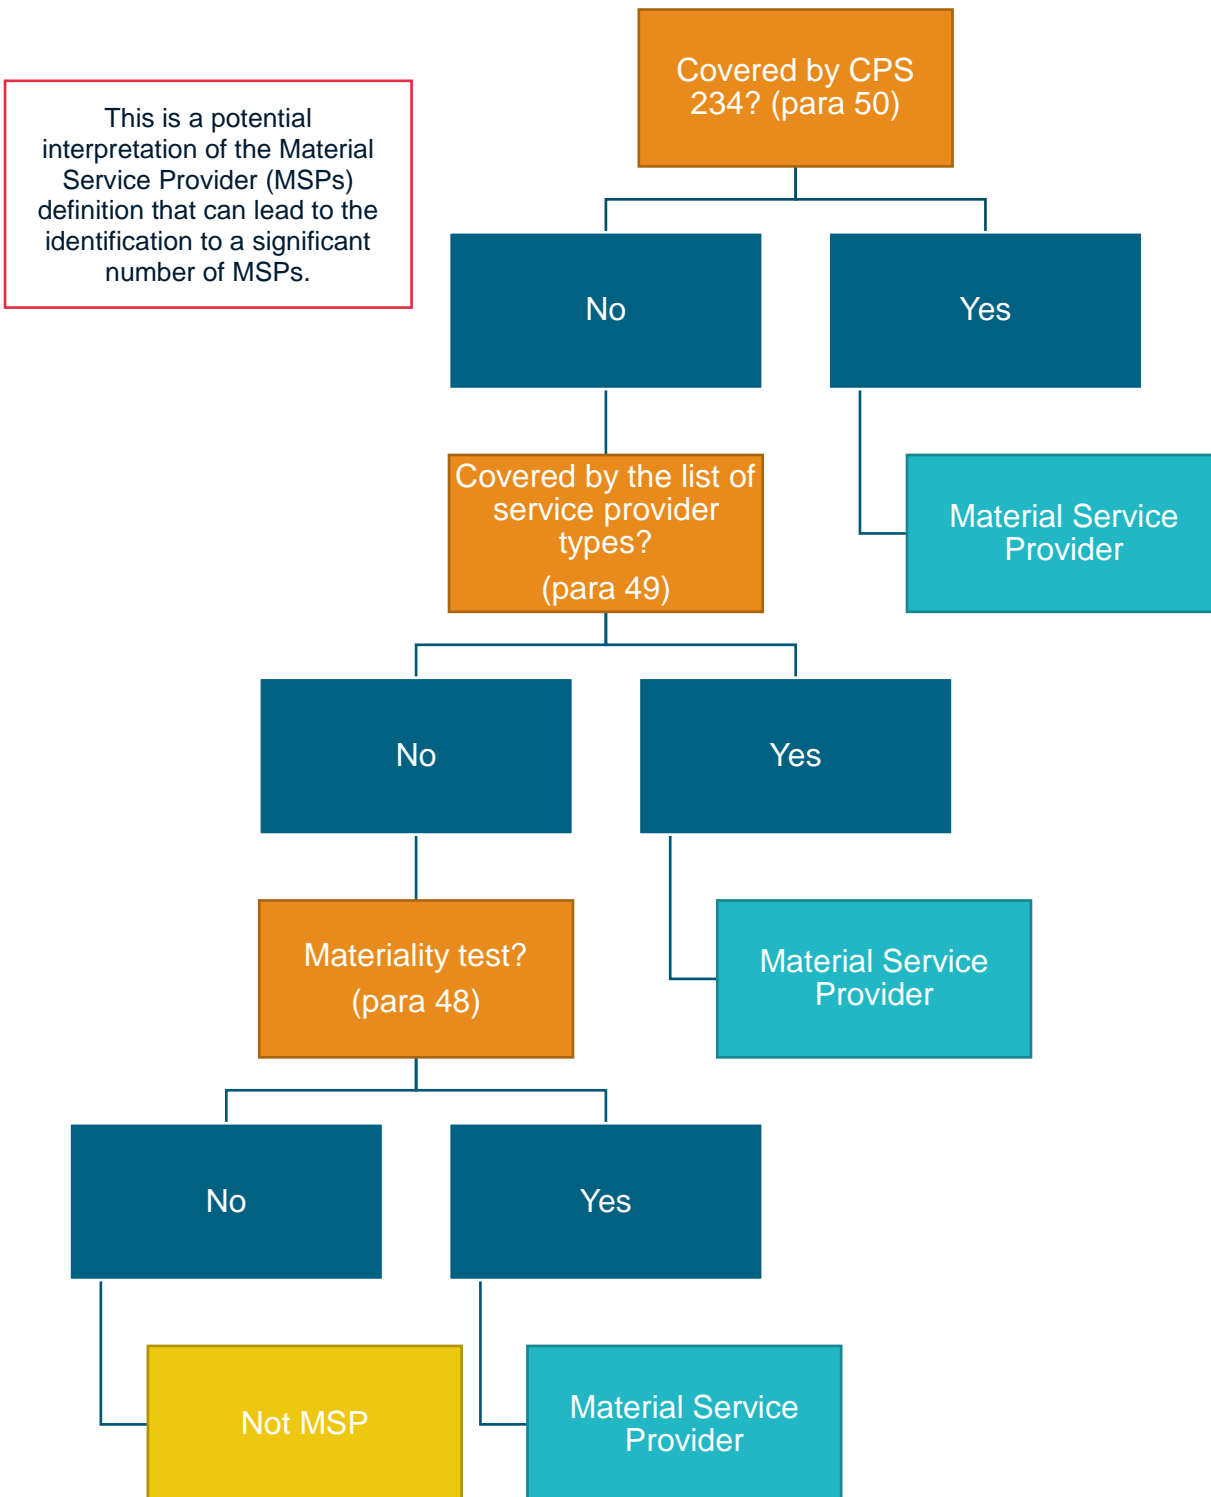 Covered by CPS
234? (para 50)
This is a potential
interpretation of the Material
Service Provider (MSPs)
definition that can lead to the
identification to a significant
number of MSPs.
No
Yes
Covered by the list of
service provider
types?
(para 49)
Material Service
Provider
No
Yes
Materiality test?
(para 48)
Material Service
Provider
No
Yes
Not MSP
Material Service
Provider